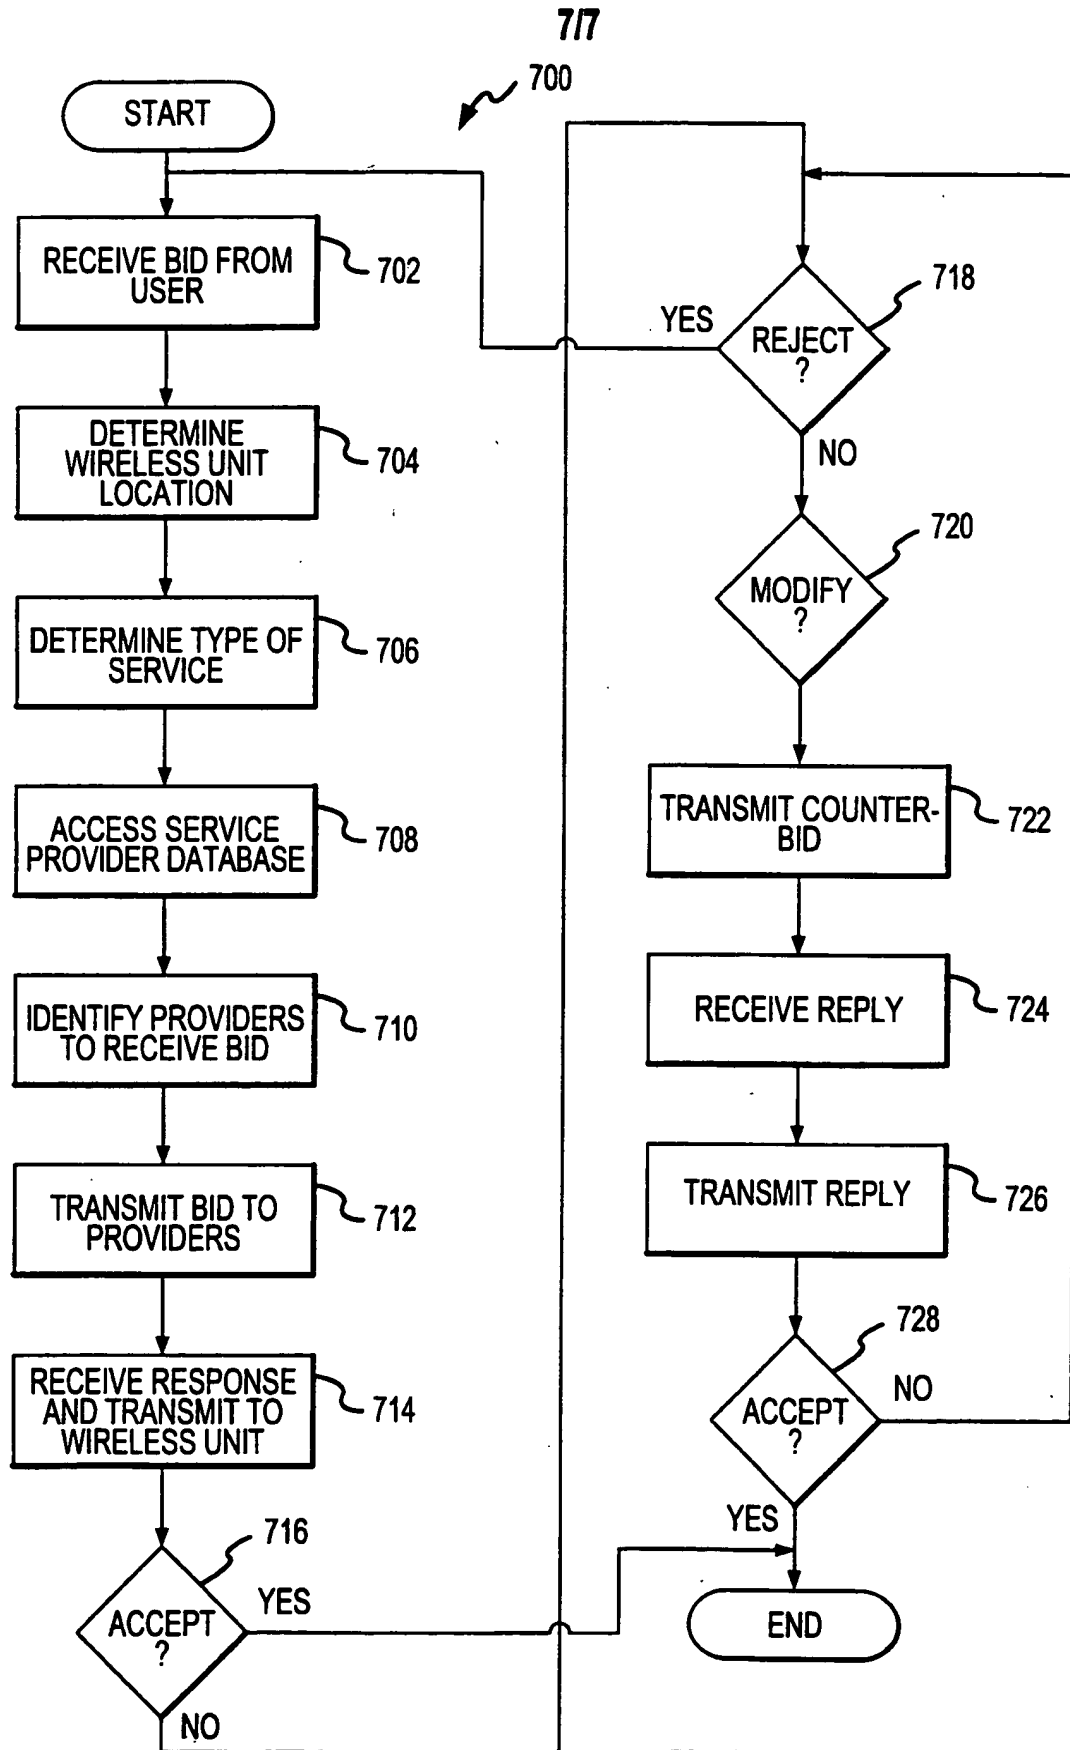 7/7
700
START
RECEIVE BID FROM
USER
702
DETERMINE
WIRELESS UNIT
LOCATION
704
DETERMINE TYPE OF
SERVICE
706
ACCESS SERVICE
PROVIDER DATABASE
708
IDENTIFY PROVIDERS
TO RECEIVE BID
710
TRANSMIT BID TO
PROVIDERS
712
RECEIVE RESPONSE
AND TRANSMIT TO
WIRELESS UNIT
714
716
ACCEPT
?
YES
NO
718
YES
REJECT
?
NO
720
MODIFY
?
TRANSMIT COUNTER-
BID
722
RECEIVE REPLY
724
TRANSMIT REPLY
726
728
ACCEPT
?
NO
YES
END